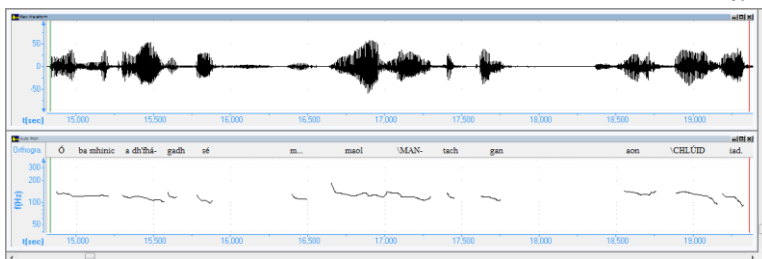 50-
0-
-50-
t[sec] 15,000 15,500 16,000 16,500 17,000 17,500 18,000 18,500 19,000
Orthogra. Ó ba mhinic a dh'fhá- gadh sé m... maol \MAN- tach gan aon \CHLÚID iad.
300-
200-
f(Hz)
100-
50-
t[sec] 15,000 15,500 16,000 16,500 17,000 17,500 18,000 18,500 19,000